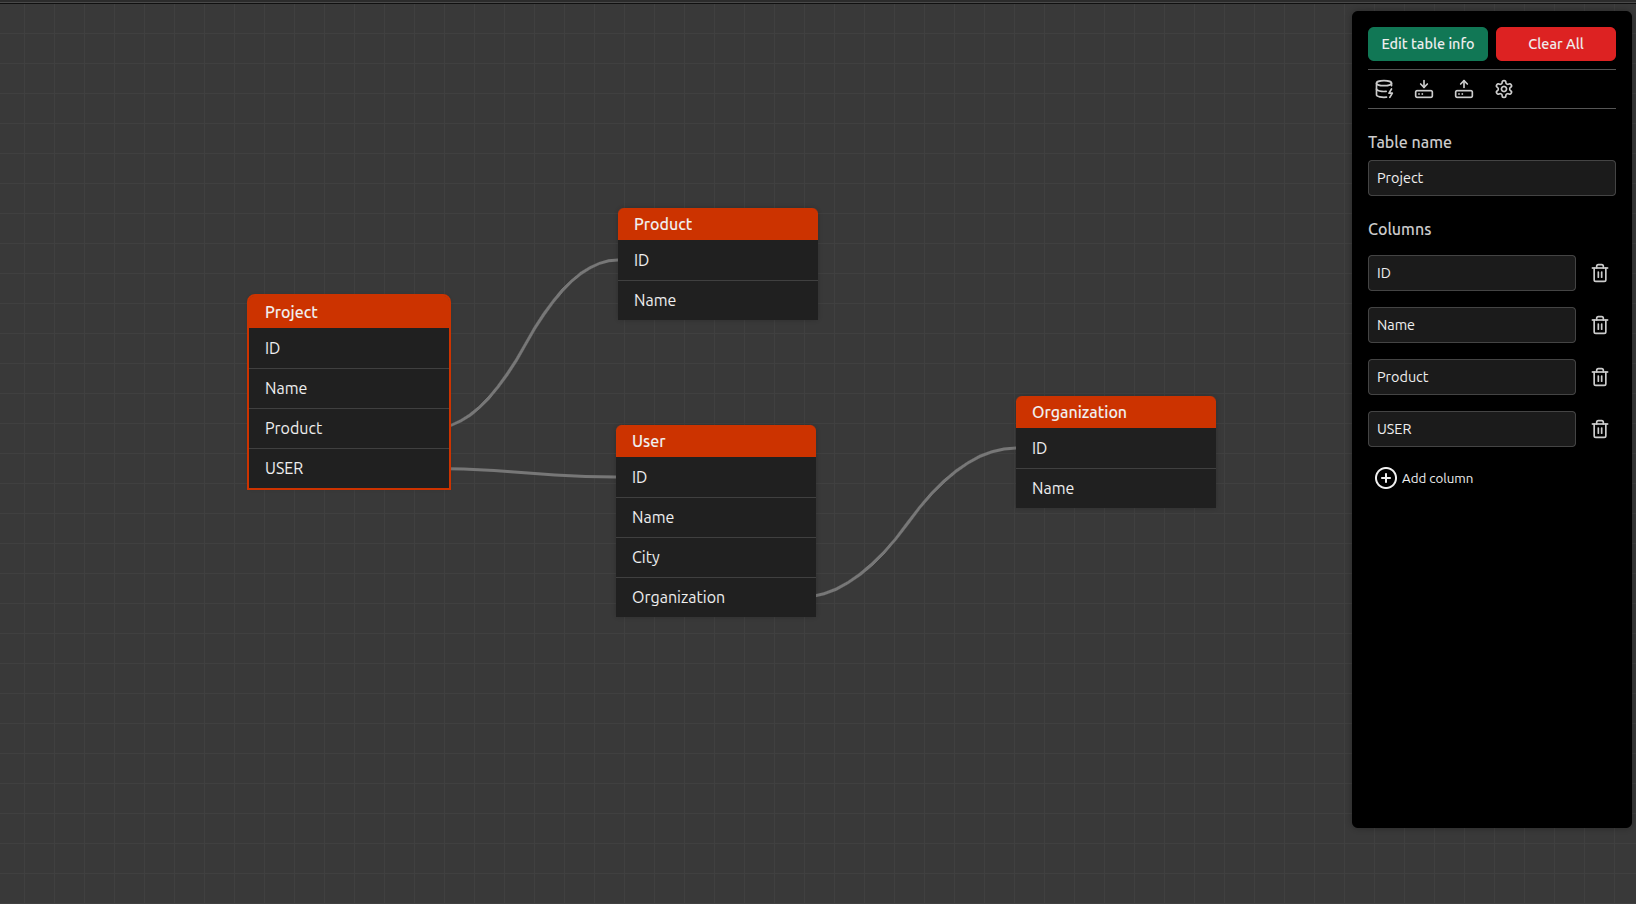 Edit table info
Clear All
Table name
Project
Columns
ID
Name
Product
USER
Add column
Project
ID
Name
Product
USER
Product
ID
Name
User
ID
Name
City
Organization
Organization
ID
Name